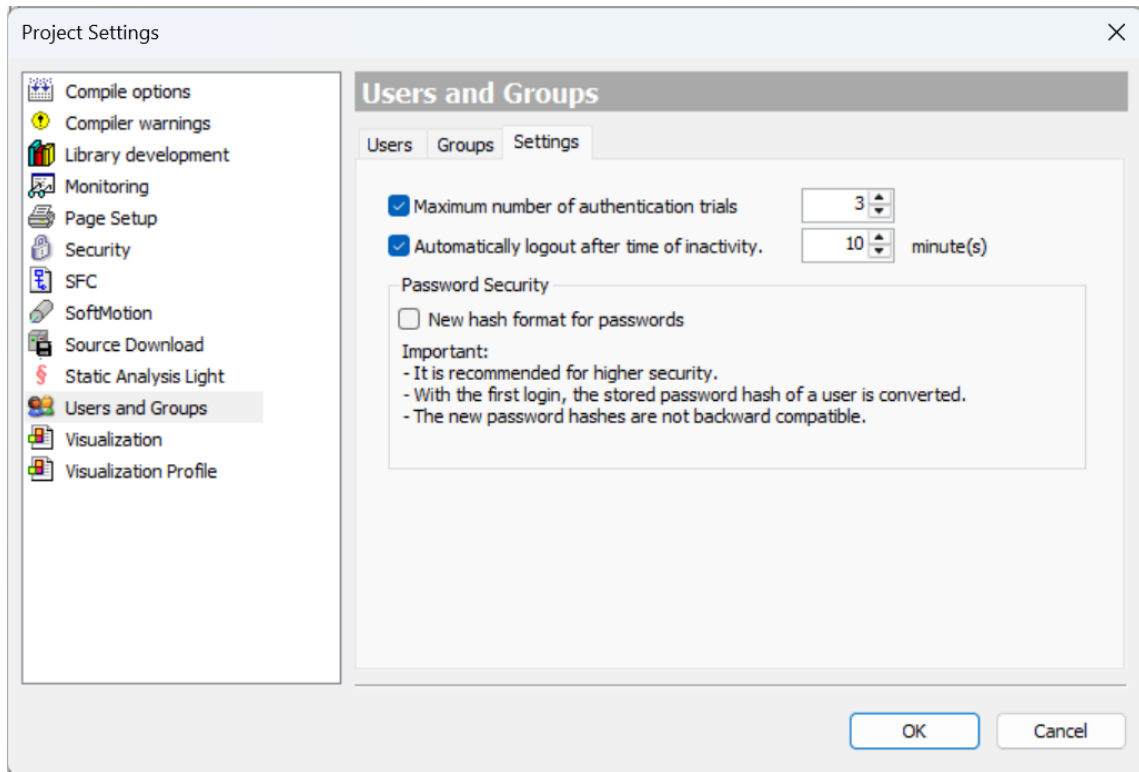 Project Settings
Compile options
Compiler warnings
Library development
Monitoring
Page Setup
Security
SFC
SoftMotion
Source Download
Static Analysis Light
Users and Groups
Visualization
Visualization Profile
Users and Groups
Users Groups Settings
Maximum number of authentication trials 3
Automatically logout after time of inactivity. 10 minute(s)
Password Security
New hash format for passwords
Important:
- It is recommended for higher security.
- With the first login, the stored password hash of a user is converted.
- The new password hashes are not backward compatible.
OK Cancel